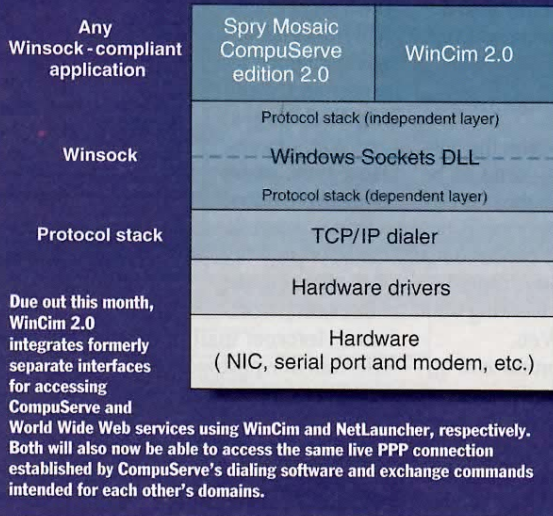 Any
Winsock-compliant
application
Spry Mosaic
CompuServe
edition 2.0
WinCim 2.0
Protocol stack (independent layer)
Winsock
Windows Sockets DLL
Protocol stack (dependent layer)
Protocol stack
TCP/IP dialer
Hardware drivers
Hardware
( NIC, serial port and modem, etc.)
Due out this month,
WinCim 2.0
integrates formerly
separate interfaces
for accessing
CompuServe and
World Wide Web services using WinCim and NetLauncher, respectively.
Both will also now be able to access the same live PPP connection
established by CompuServe's dialing software and exchange commands
intended for each other's domains.